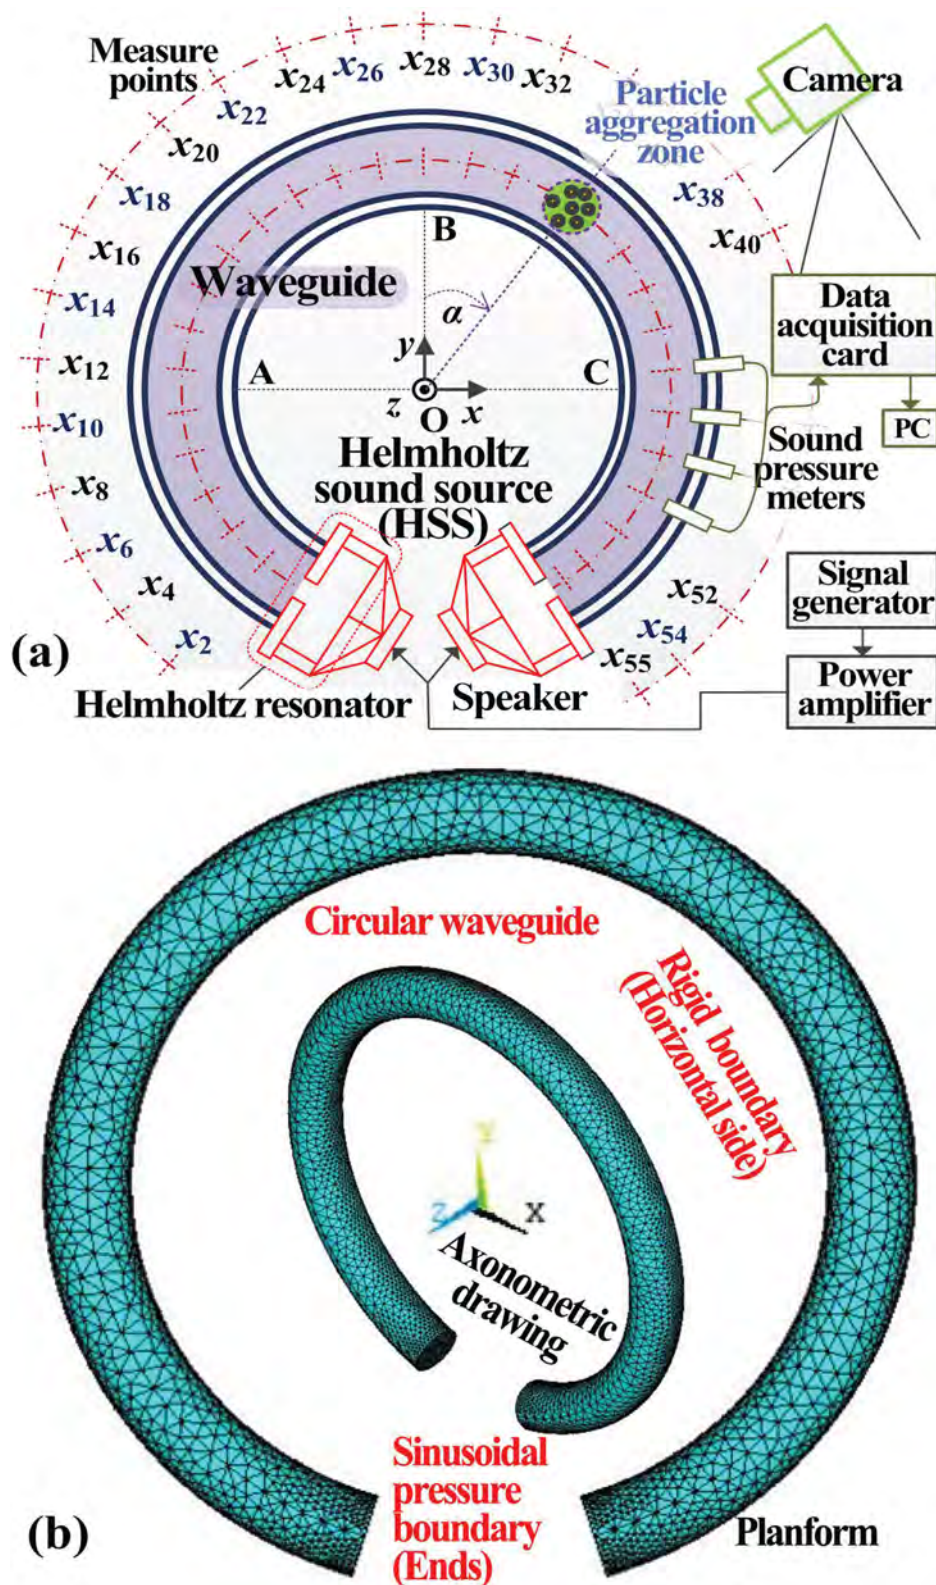 Measure
points
x24
x26
x28
x30
x32
x22
x20
x18
x16
x14
x12
x10
x8
x6
x4
x2
Particle
aggregation
zone
Camera
x38
x40
B
Waveguide
α
y
A
C
z
O
x
Data
acquisition
card
PC
Sound
pressure
meters
Helmholtz
sound source
(HSS)
x52
x54
x55
Signal
generator
Power
amplifier
(a)
Helmholtz resonator
Speaker
Circular waveguide
Rigid boundary
(Horizontal side)
Y
Z
X
Axonometric
drawing
Sinusoidal
pressure
boundary
(Ends)
Planform
(b)